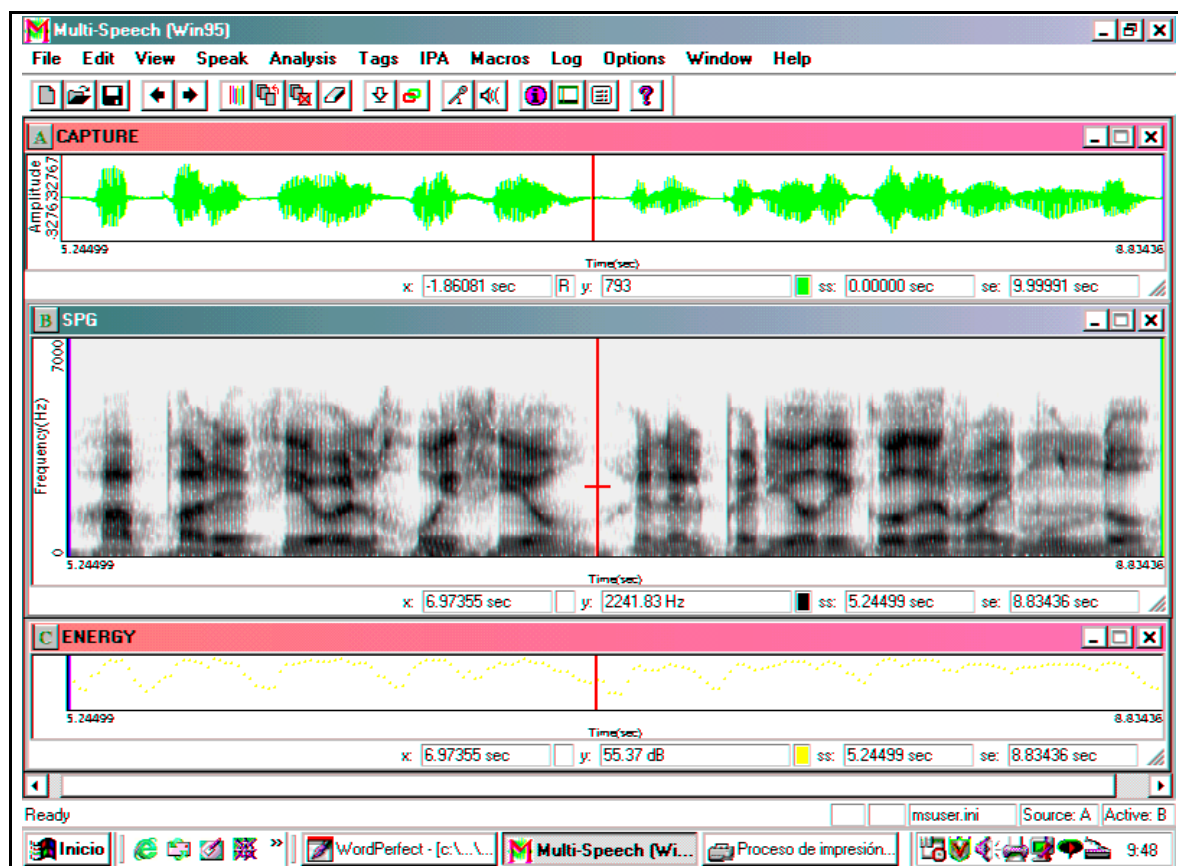 Multi-Speech (Win95)
File Edit View Speak Analysis Tags IPA Macros Log Options Window Help
A CAPTURE
Amplitude
-32767 32767
5.24499 8.83436
Time(sec)
x: -1.86081 sec R y: 793 ss: 0.00000 sec se: 9.99991 sec
B SPG
Frequency(Hz)
0 7000
5.24499 8.83436
Time(sec)
x: 6.97355 sec y: 2241.83 Hz ss: 5.24499 sec se: 8.83436 sec
C ENERGY
5.24499 8.83436
Time(sec)
x: 6.97355 sec y: 55.37 dB ss: 5.24499 sec se: 8.83436 sec
Ready msuser.ini Source: A Active: B
Inicio » WordPerfect - [c:\...\... Multi-Speech (Wi... Proceso de impresión... 9:48